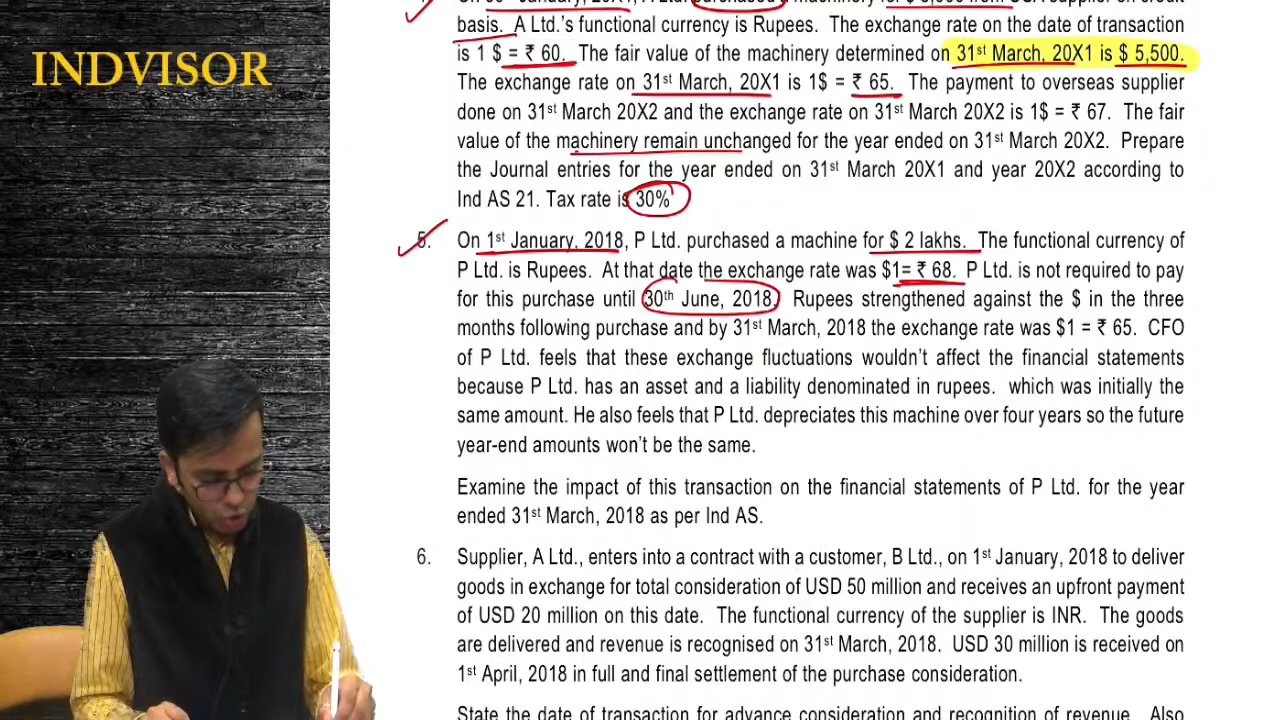 INDVISOR
basis. A Ltd.'s functional currency is Rupees. The exchange rate on the date of transaction
is 1 $ = ₹ 60. The fair value of the machinery determined on 31st March, 20X1 is $ 5,500.
The exchange rate on 31st March, 20X1 is 1$ = ₹ 65. The payment to overseas supplier
done on 31st March 20X2 and the exchange rate on 31st March 20X2 is 1$ = ₹ 67. The fair
value of the machinery remain unchanged for the year ended on 31st March 20X2. Prepare
the Journal entries for the year ended on 31st March 20X1 and year 20X2 according to
Ind AS 21. Tax rate is 30%
5. On 1st January, 2018, P Ltd. purchased a machine for $ 2 lakhs. The functional currency of
P Ltd. is Rupees. At that date the exchange rate was $1= ₹ 68. P Ltd. is not required to pay
for this purchase until 30th June, 2018. Rupees strengthened against the $ in the three
months following purchase and by 31st March, 2018 the exchange rate was $1 = ₹ 65. CFO
of P Ltd. feels that these exchange fluctuations wouldn't affect the financial statements
because P Ltd. has an asset and a liability denominated in rupees. which was initially the
same amount. He also feels that P Ltd. depreciates this machine over four years so the future
year-end amounts won't be the same.
Examine the impact of this transaction on the financial statements of P Ltd. for the year
ended 31st March, 2018 as per Ind AS.
6. Supplier, A Ltd., enters into a contract with a customer, B Ltd., on 1st January, 2018 to deliver
goods in exchange for total consideration of USD 50 million and receives an upfront payment
of USD 20 million on this date. The functional currency of the supplier is INR. The goods
are delivered and revenue is recognised on 31st March, 2018. USD 30 million is received on
1st April, 2018 in full and final settlement of the purchase consideration.
State the date of transaction for advance consideration and recognition of revenue. Also